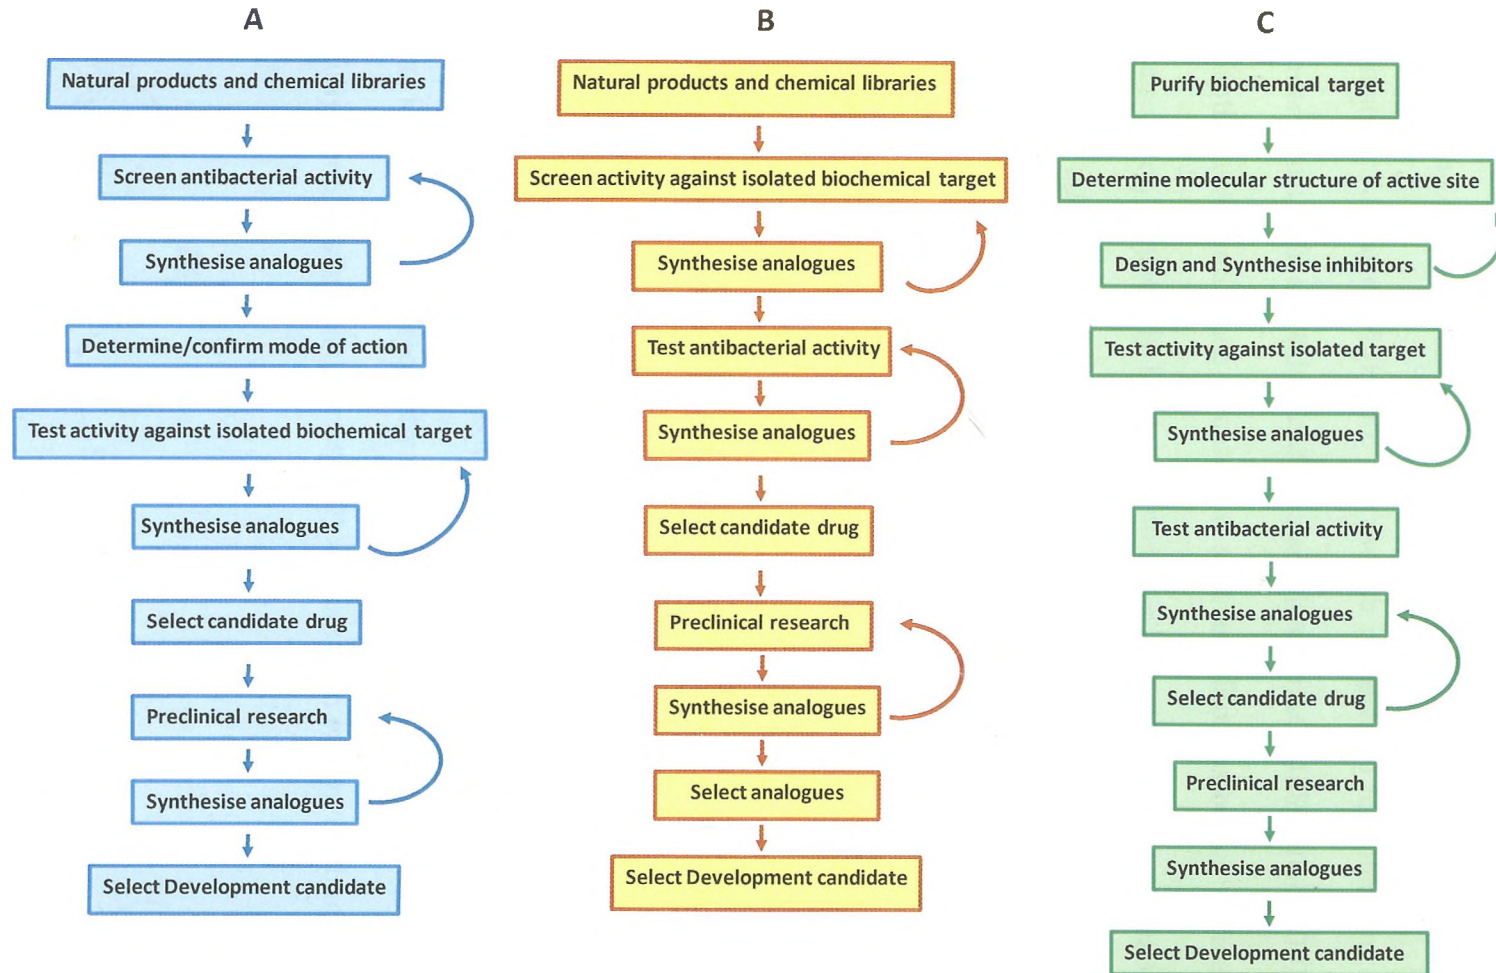 A
Natural products and chemical libraries
Screen antibacterial activity
Synthesise analogues
Determine/confirm mode of action
Test activity against isolated biochemical target
Synthesise analogues
Select candidate drug
Preclinical research
Synthesise analogues
Select Development candidate
B
Natural products and chemical libraries
Screen activity against isolated biochemical target
Synthesise analogues
Test antibacterial activity
Synthesise analogues
Select candidate drug
Preclinical research
Synthesise analogues
Select analogues
Select Development candidate
C
Purify biochemical target
Determine molecular structure of active site
Design and Synthesise inhibitors
Test activity against isolated target
Synthesise analogues
Test antibacterial activity
Synthesise analogues
Select candidate drug
Preclinical research
Synthesise analogues
Select Development candidate